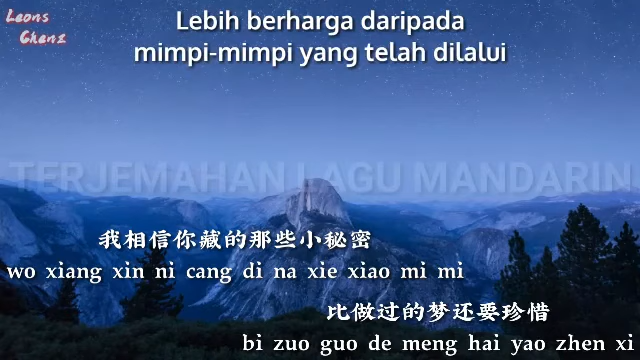 Leons
Chenz
Lebih berharga daripada
mimpi-mimpi yang telah dilalui
TERJEMAHAN LAGU MANDARIN
我相信你藏的那些小秘密
wo xiang xin ni cang di na xie xiao mi mi
比做过的梦还要珍惜
bi zuo guo de meng hai yao zhen xi